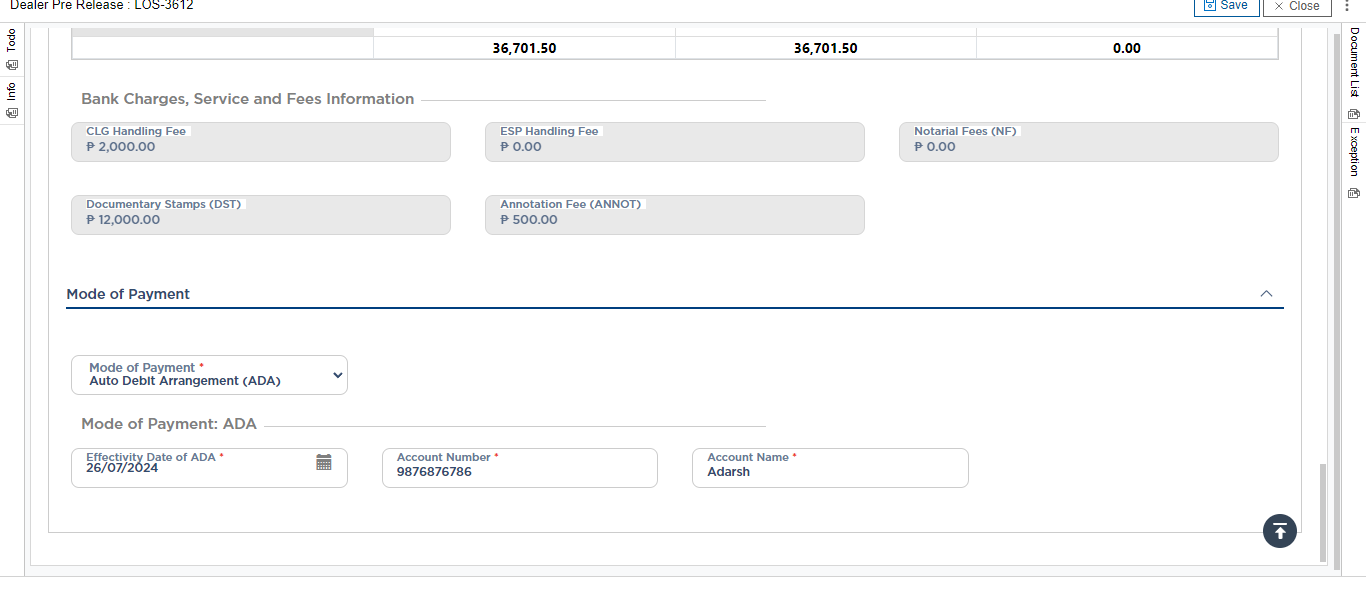 Dealer Pre Release : LOS-3612
Save
Close
Todo
Info
Document List
Exception
36,701.50 36,701.50 0.00
Bank Charges, Service and Fees Information
CLG Handling Fee ESP Handling Fee Notarial Fees (NF)
₱ 2,000.00 ₱ 0.00 ₱ 0.00
Documentary Stamps (DST) Annotation Fee (ANNOT)
₱ 12,000.00 ₱ 500.00
Mode of Payment
Mode of Payment *
Auto Debit Arrangement (ADA)
Mode of Payment: ADA
Effectivity Date of ADA * Account Number * Account Name *
26/07/2024 9876876786 Adarsh